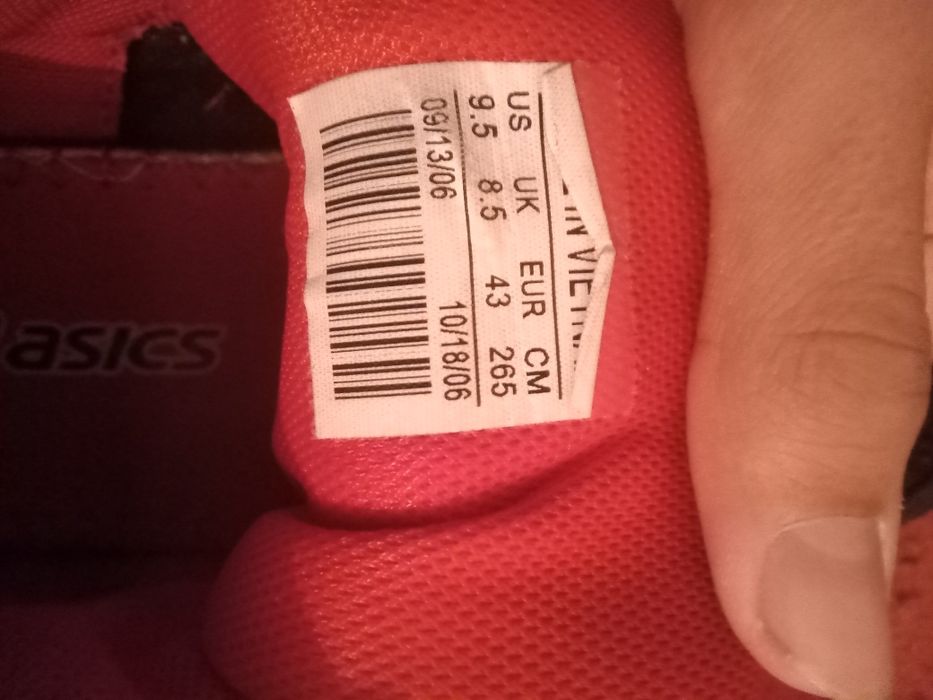 IN VIETNA
US UK EUR CM
9.5 8.5 43 265
09/13/06 10/18/06
asics